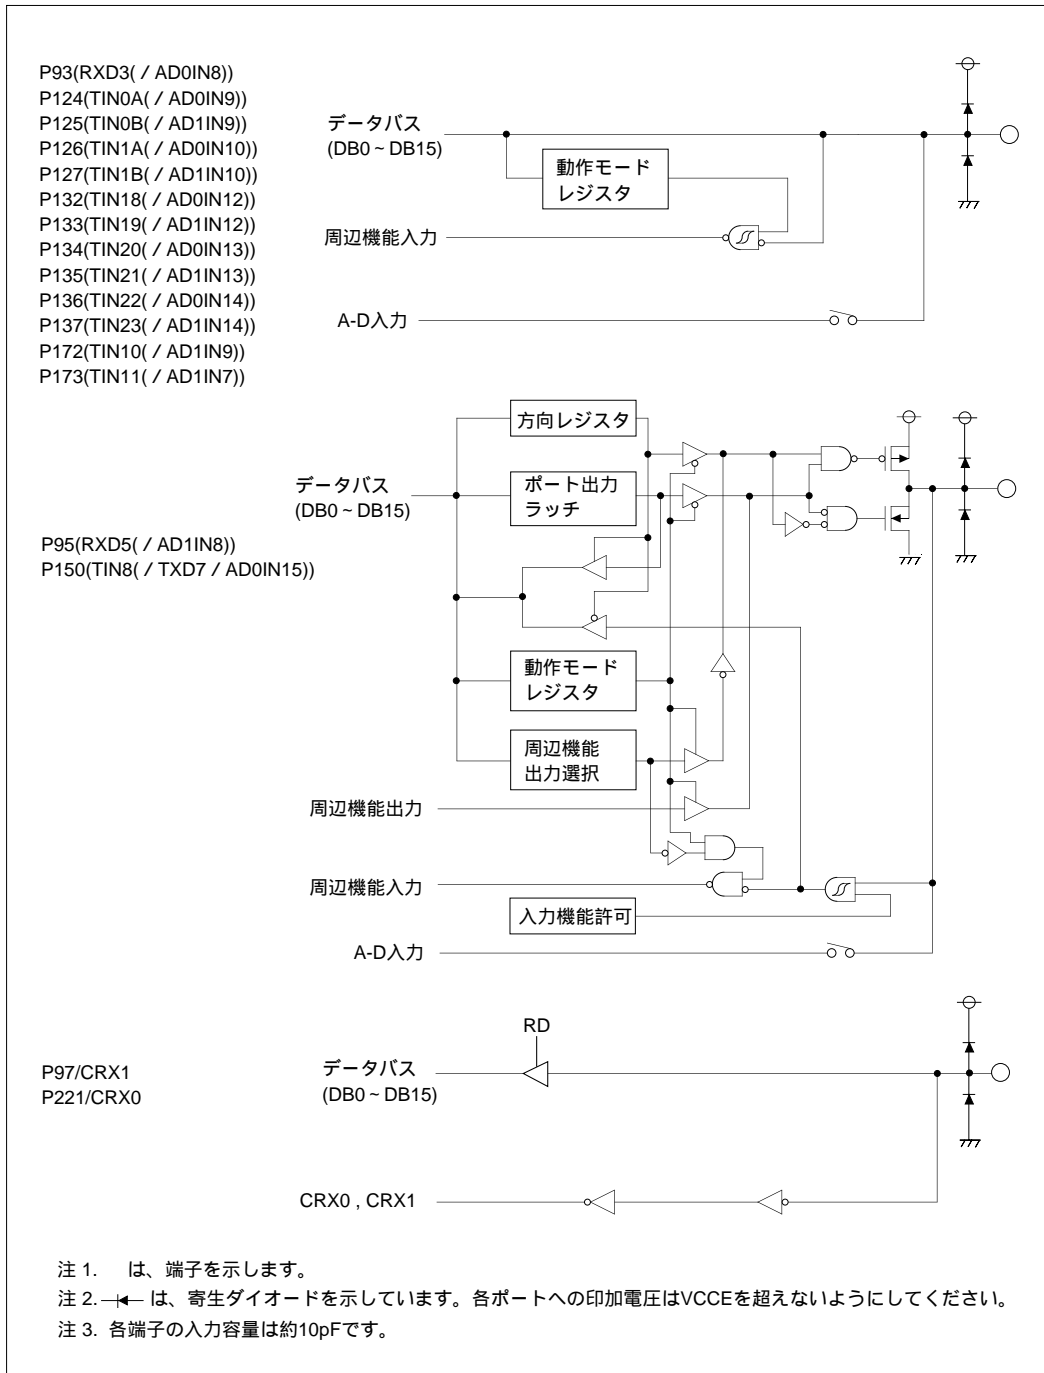 P93(RXD3( / AD0IN8))
P124(TIN0A( / AD0IN9))
P125(TIN0B( / AD1IN9))
P126(TIN1A( / AD0IN10))
P127(TIN1B( / AD1IN10))
P132(TIN18( / AD0IN12))
P133(TIN19( / AD1IN12))
P134(TIN20( / AD0IN13))
P135(TIN21( / AD1IN13))
P136(TIN22( / AD0IN14))
P137(TIN23( / AD1IN14))
P172(TIN10( / AD1IN9))
P173(TIN11( / AD1IN7))
データバス
(DB0 ~ DB15)
動作モード
レジスタ
周辺機能入力
A-D入力
P95(RXD5( / AD1IN8))
P150(TIN8( / TXD7 / AD0IN15))
データバス
(DB0 ~ DB15)
方向レジスタ
ポート出力
ラッチ
動作モード
レジスタ
周辺機能
出力選択
周辺機能出力
周辺機能入力
入力機能許可
A-D入力
P97/CRX1
P221/CRX0
RD
データバス
(DB0 ~ DB15)
CRX0 , CRX1
注 1. は、端子を示します。
注 2. は、寄生ダイオードを示しています。各ポートへの印加電圧はVCCEを超えないようにしてください。
注 3. 各端子の入力容量は約10pFです。